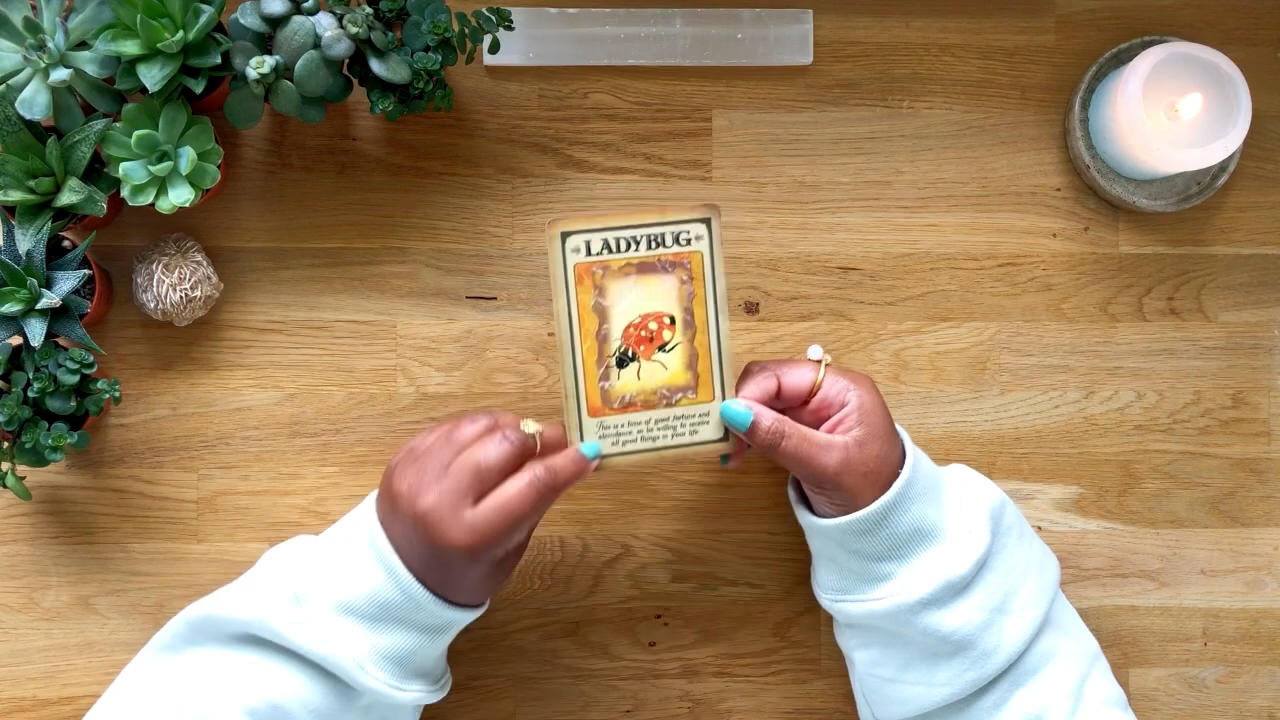 LADYBUG
This is a time of good fortune and
abundance, so be willing to receive
all good things in your life